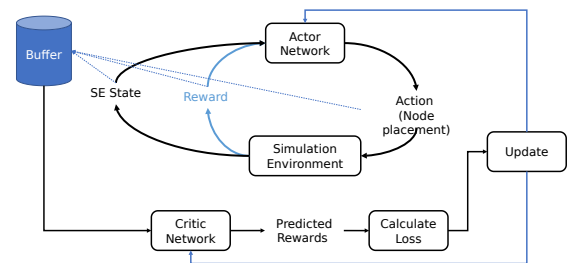 Buffer
Actor
Network
SE State
Reward
Action
(Node
placement)
Simulation
Environment
Update
Critic
Network
Predicted
Rewards
Calculate
Loss